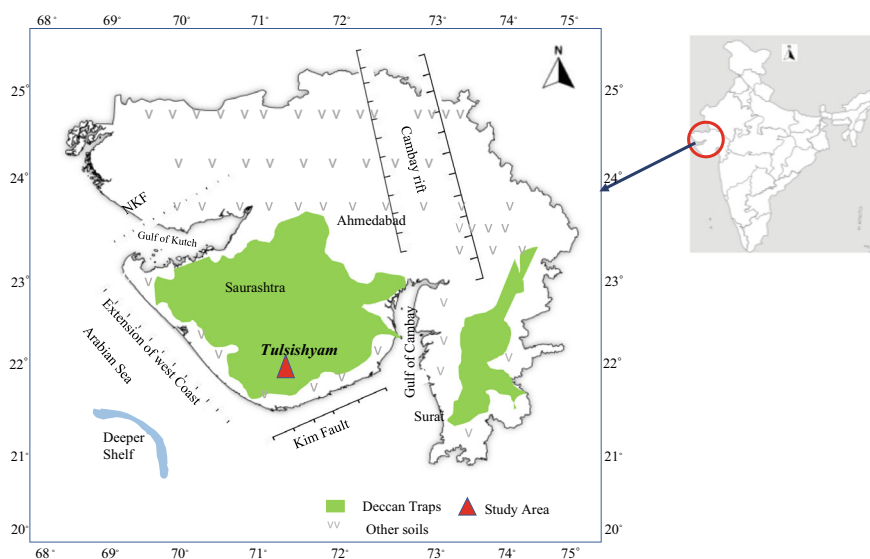 68° 69° 70° 71° 72° 73° 74° 75°
N
25° 25°
Cambay rift
24° 24°
NKF
Ahmedabad
Gulf of Kutch
23° 23°
Saurashtra
Extension of west Coast
Gulf of Cambay
Tulsishyam
22° 22°
Arabian Sea
Surat
Kim Fault
Deeper
Shelf
21° 21°
Deccan Traps Study Area
Other soils
20° 20°
68° 69° 70° 71° 72° 73° 74° 75°